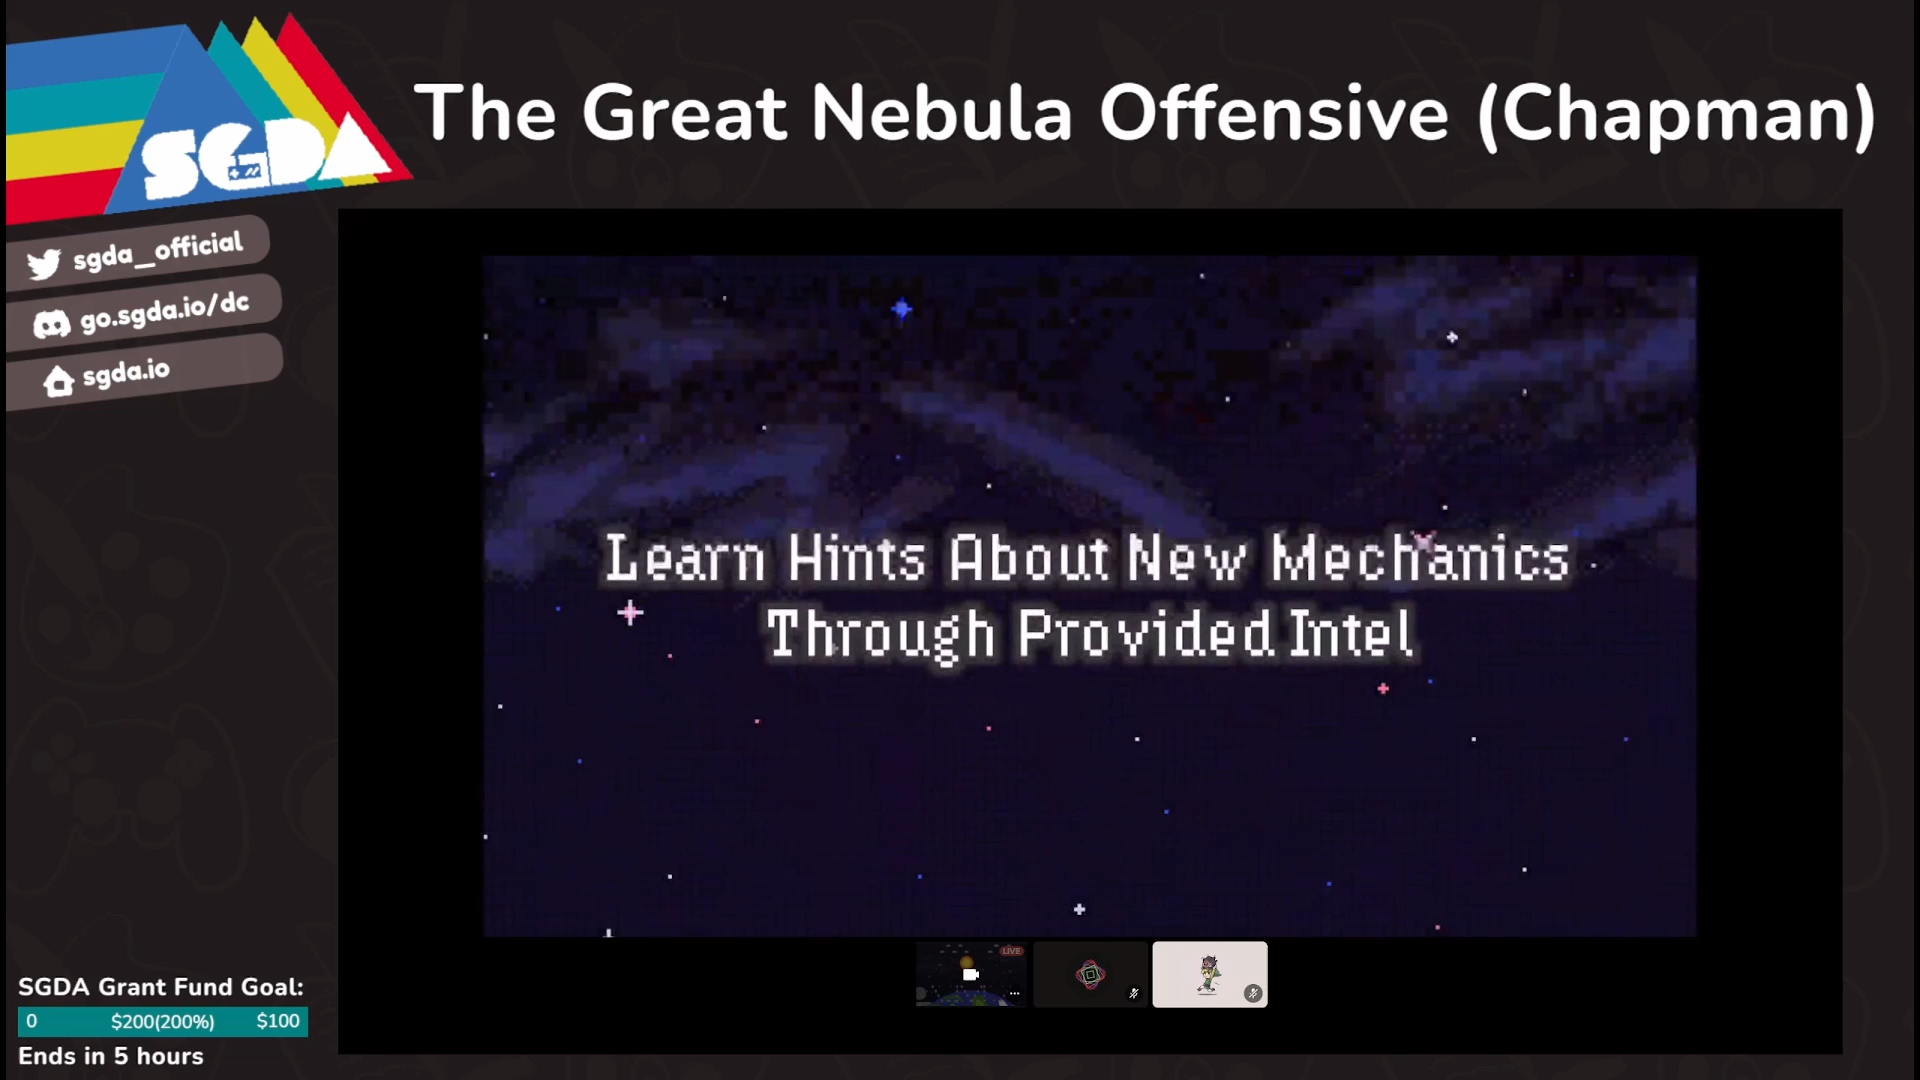 SGDA
The Great Nebula Offensive (Chapman)
sgda_official
go.sgda.io/dc
sgda.io
Learn Hints About New Mechanics
Through Provided Intel
LIVE
SGDA Grant Fund Goal:
0 $200(200%) $100
Ends in 5 hours